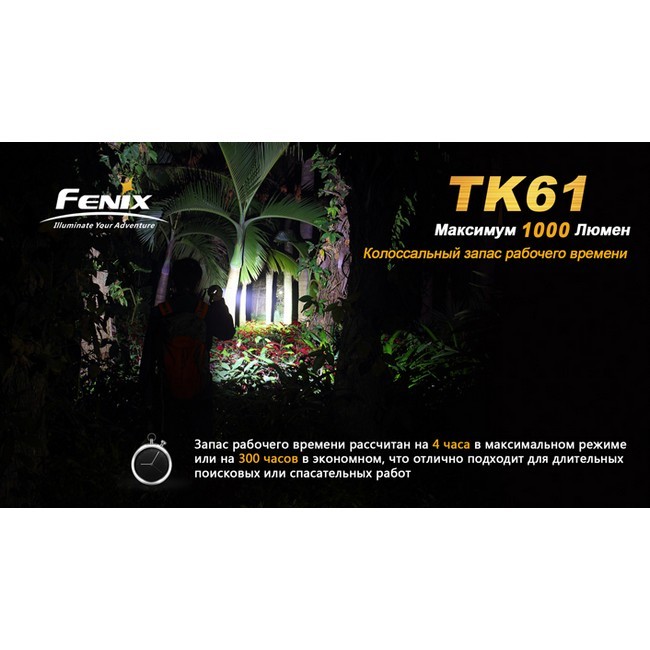 FENIX
Illuminate Your Adventure
TK61
Максимум 1000 Люмен
Колоссальный запас рабочего времени
Запас рабочего времени рассчитан на 4 часа в максимальном режиме
или на 300 часов в экономном, что отлично подходит для длительных
поисковых или спасательных работ